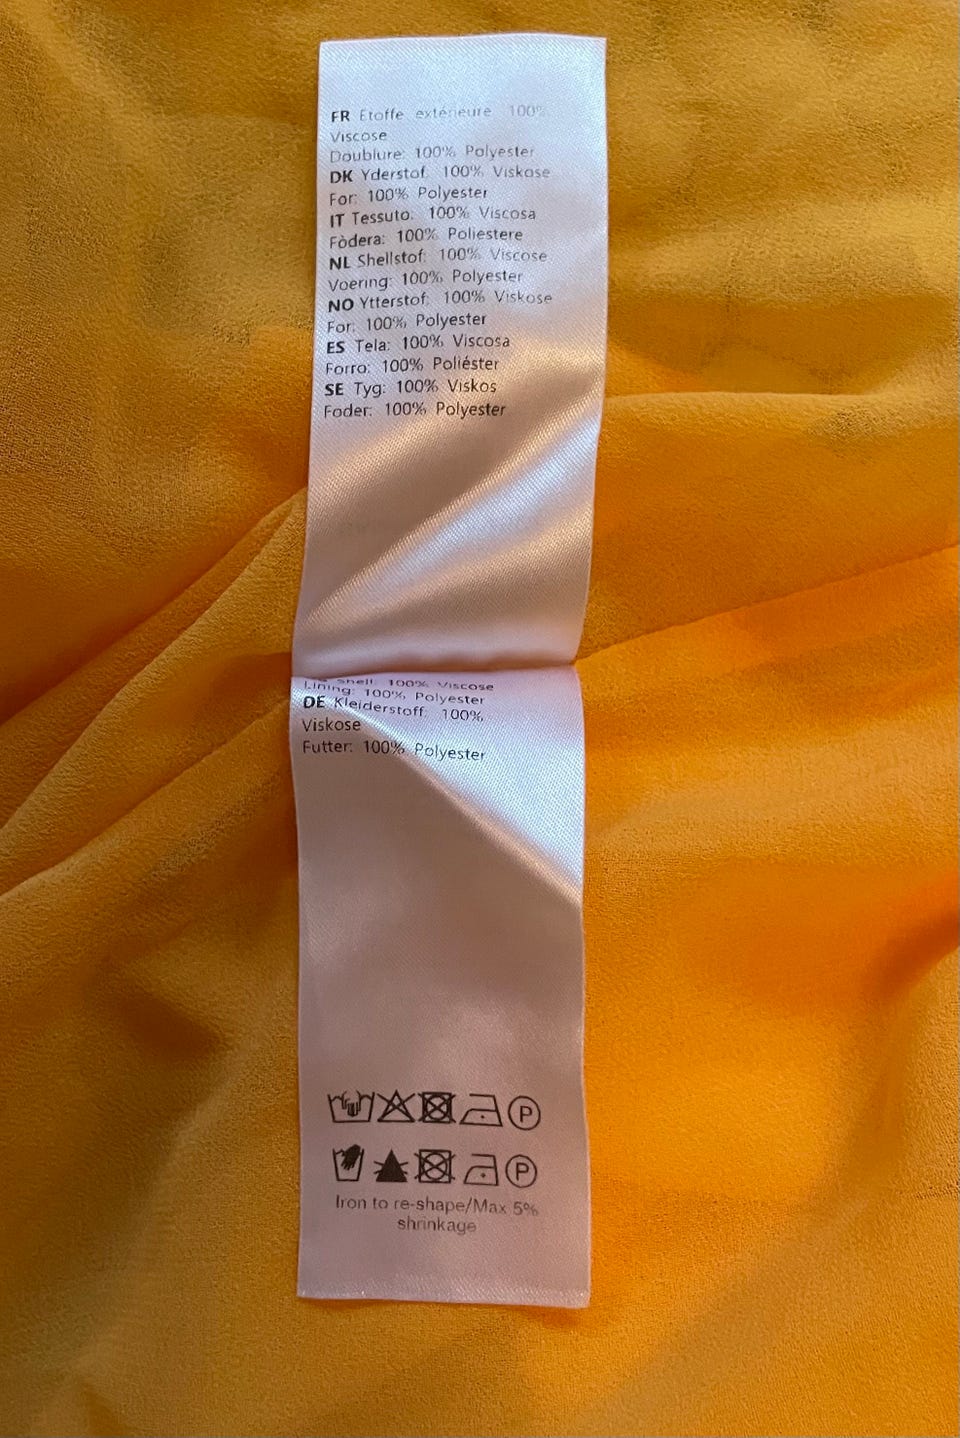 FR Etoffe extérieure 100%
Viscose
Doublure: 100% Polyester
DK Yderstof: 100% Viskose
For: 100% Polyester
IT Tessuto: 100% Viscosa
Fòdera: 100% Poliestere
NL Shellstof: 100% Viscose
Voering: 100% Polyester
NO Ytterstof: 100% Viskose
For: 100% Polyester
ES Tela: 100% Viscosa
Forro: 100% Poliéster
SE Tyg: 100% Viskos
Foder: 100% Polyester
Shell: 100% Viscose
Lining: 100% Polyester
DE Kleiderstoff: 100%
Viskose
Futter: 100% Polyester
P
P
Iron to re-shape/Max 5%
shrinkage